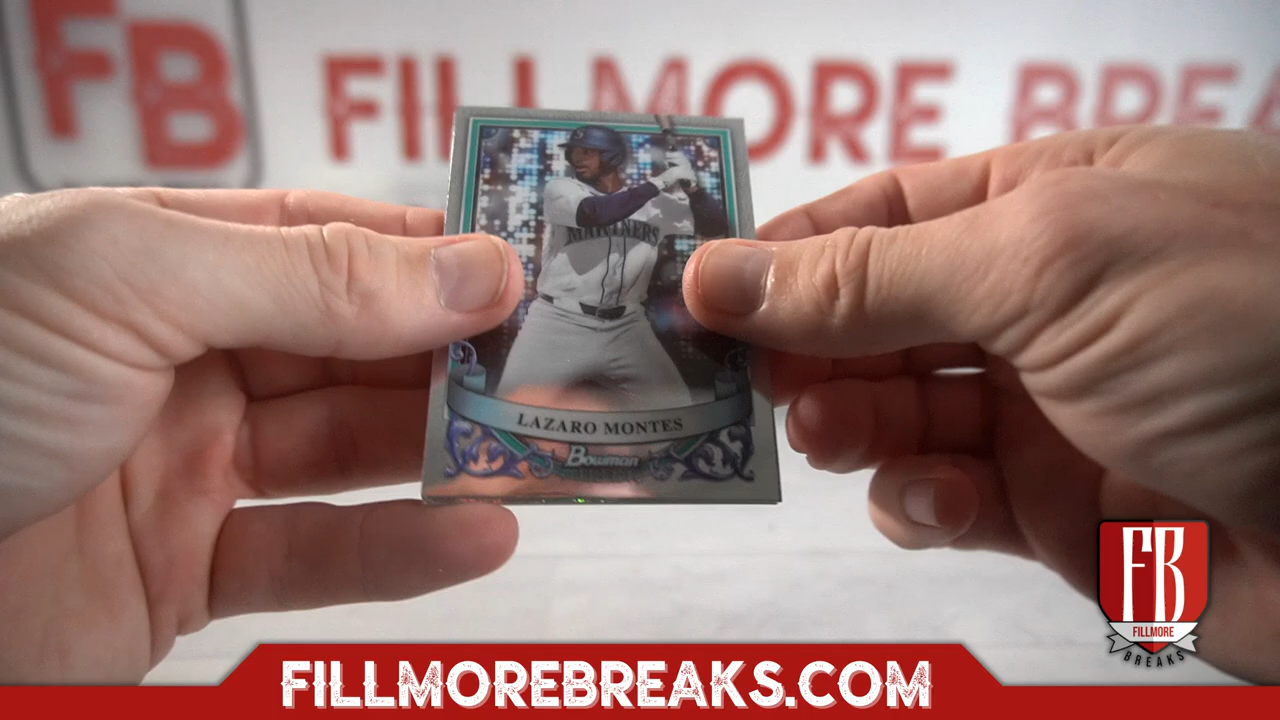 FB
FILLMORE BREA
MARINERS
LAZARO MONTES
Bowman
FB
FILLMORE
BREAKS
FILLMOREBREAKS.COM